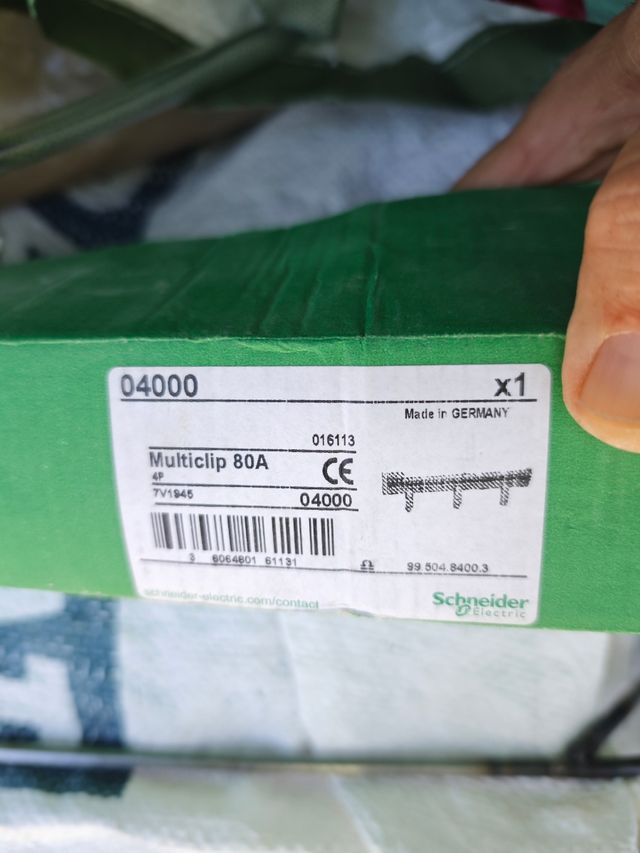 04000
x1
Made in GERMANY
016113
Multiclip 80A
CE
4P
7V1945
04000
3 606480 161131
99.504.8400.3
schneider-electric.com/contact
Schneider
Electric